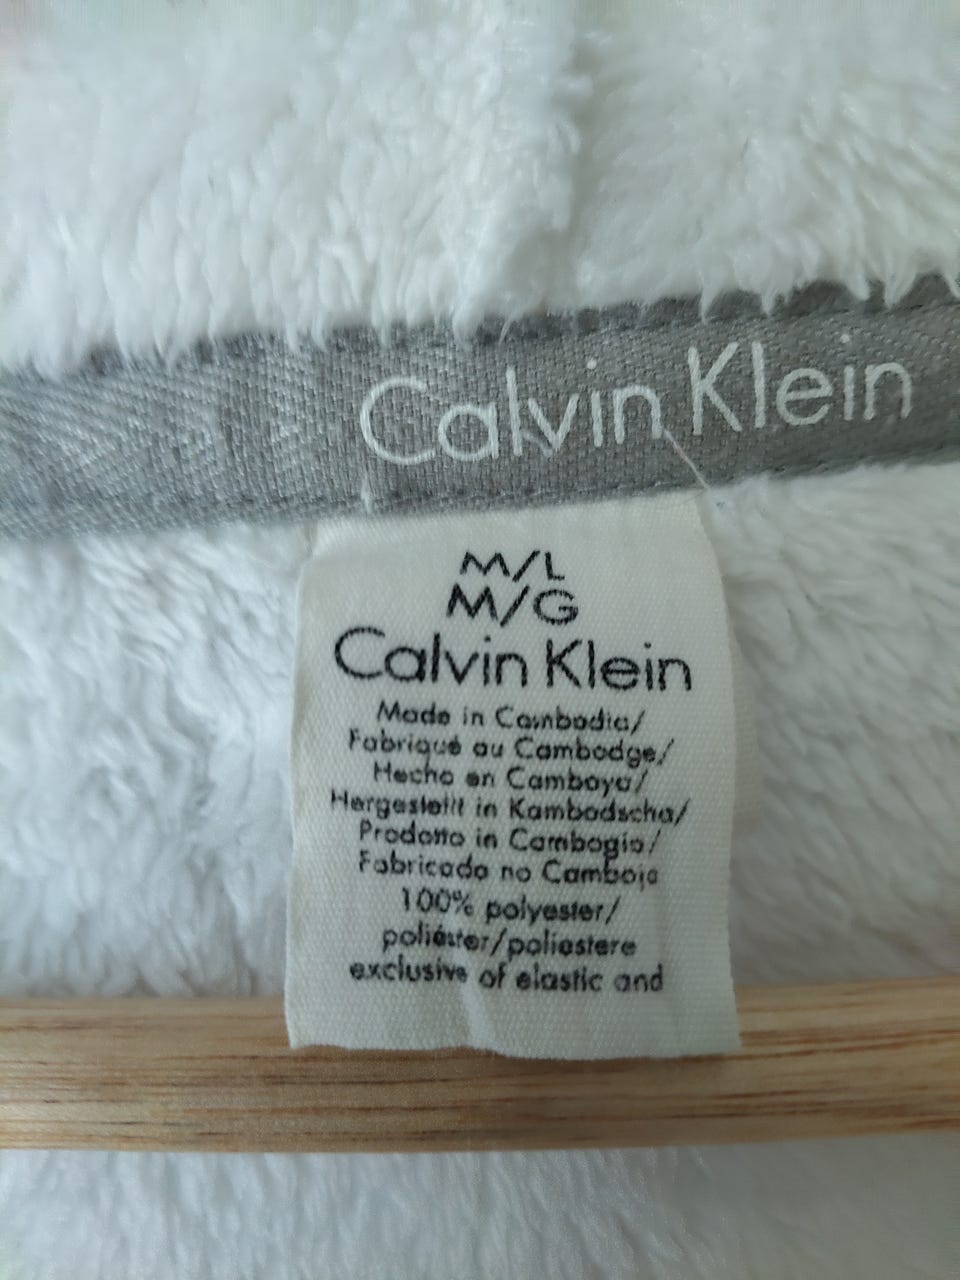 Calvin Klein
M/L
M/G
Calvin Klein
Made in Cambodia/
Fabriqué au Cambodge/
Hecho en Camboya/
Hergestellt in Kambodscha/
Prodotto in Cambogia/
Fabricado no Camboja
100% polyester/
poliéster/poliestere
exclusive of elastic and